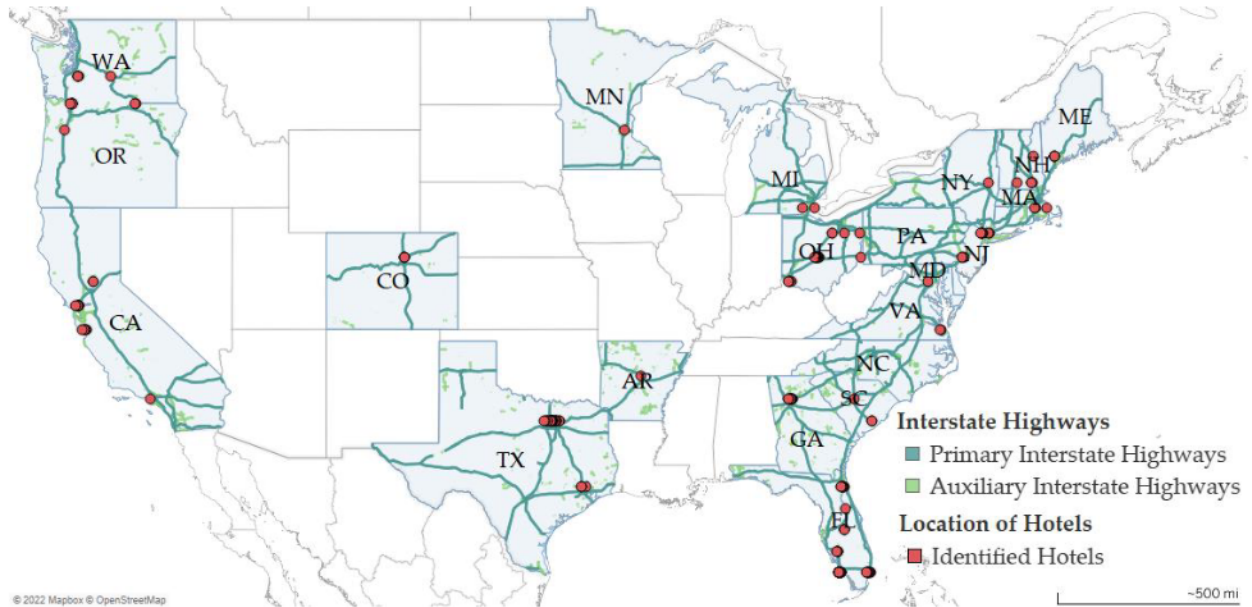 WA
MN
ME
OR
NH
MI
NY
MA
PA
OH
NJ
CO
MD
VA
CA
NC
AR
SC
Interstate Highways
GA
Primary Interstate Highways
TX
Auxiliary Interstate Highways
FL
Location of Hotels
Identified Hotels
© 2022 Mapbox © OpenStreetMap
~500 mi